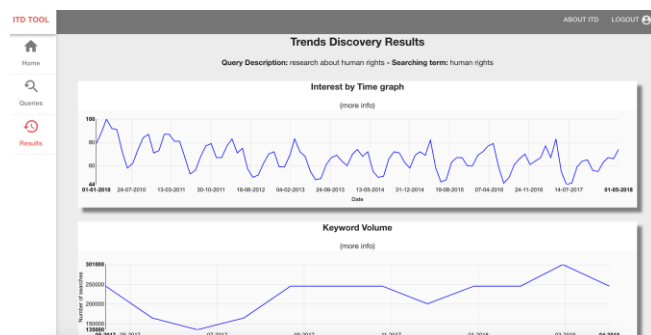 ITD TOOL
ABOUT ITD LOGOUT
Home
Queries
Results
Trends Discovery Results
Query Description: research about human rights - Searching term: human rights
Interest by Time graph
(more info)
100
80
60
44
01-01-2010 24-07-2010 13-03-2011 30-10-2011 18-08-2012 04-02-2013 24-09-2013 13-05-2014 31-12-2014 19-08-2015 07-04-2016 24-11-2016 14-07-2017 01-05-2018
Date
Keyword Volume
(more info)
Number of searches
301000
250000
200000
150000
135000